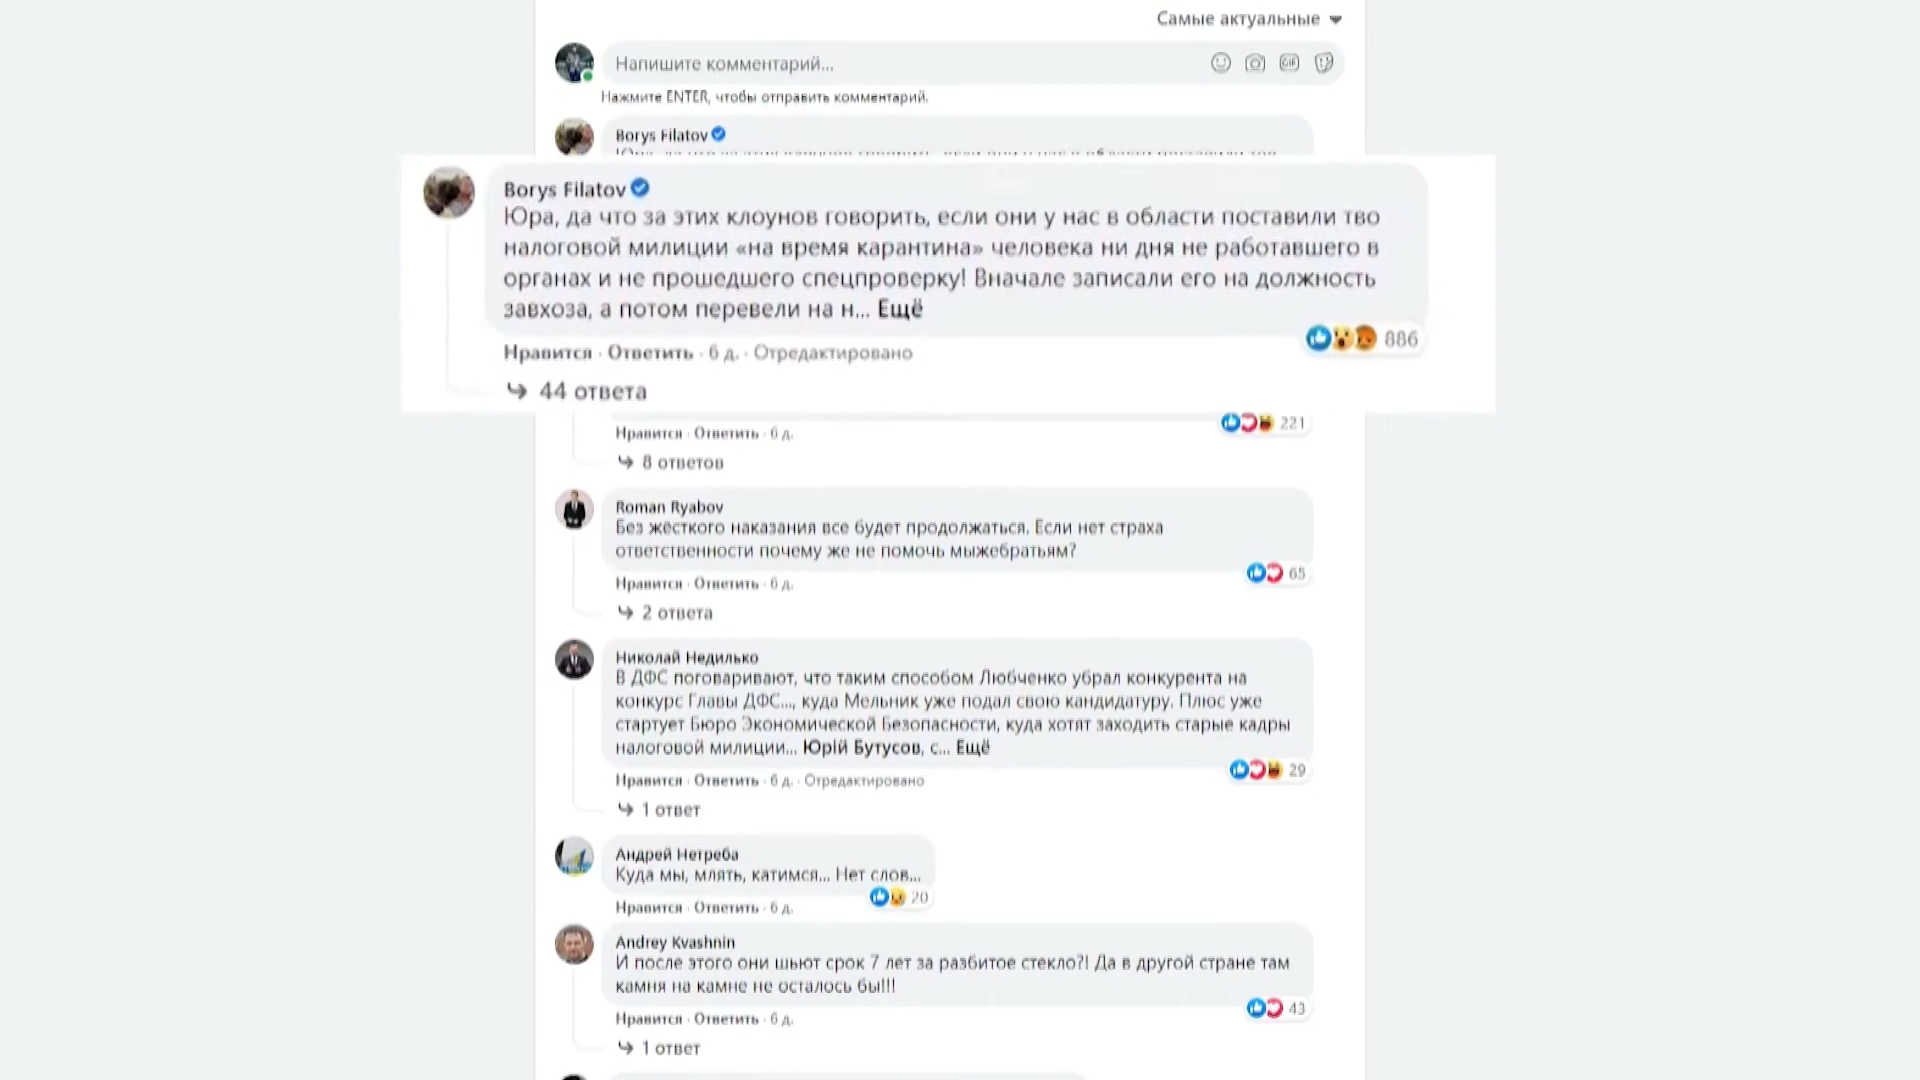 Самые актуальные
Напишите комментарий...
GIF
Нажмите ENTER, чтобы отправить комментарий.
Borys Filatov
Borys Filatov
Юра, да что за этих клоунов говорить, если они у нас в области поставили тво
налоговой милиции «на время карантина» человека ни дня не работавшего в
органах и не прошедшего спецпроверку! Вначале записали его на должность
завхоза, а потом перевели на н... Ещё
886
Нравится · Ответить · 6 д. · Отредактировано
44 ответа
221
Нравится · Ответить · 6 д.
8 ответов
Roman Ryabov
Без жёсткого наказания все будет продолжаться. Если нет страха
ответственности почему же не помочь мыжебратьям?
65
Нравится · Ответить · 6 д.
2 ответа
Николай Недилько
В ДФС поговаривают, что таким способом Любченко убрал конкурента на
конкурс Главы ДФС..., куда Мельник уже подал свою кандидатуру. Плюс уже
стартует Бюро Экономической Безопасности, куда хотят заходить старые кадры
налоговой милиции... Юрій Бутусов, с... Ещё
29
Нравится · Ответить · 6 д. · Отредактировано
1 ответ
Андрей Нетреба
Куда мы, млять, катимся... Нет слов...
20
Нравится · Ответить · 6 д.
Andrey Kvashnin
И после этого они шьют срок 7 лет за разбитое стекло?! Да в другой стране там
камня на камне не осталось бы!!!
43
Нравится · Ответить · 6 д.
1 ответ